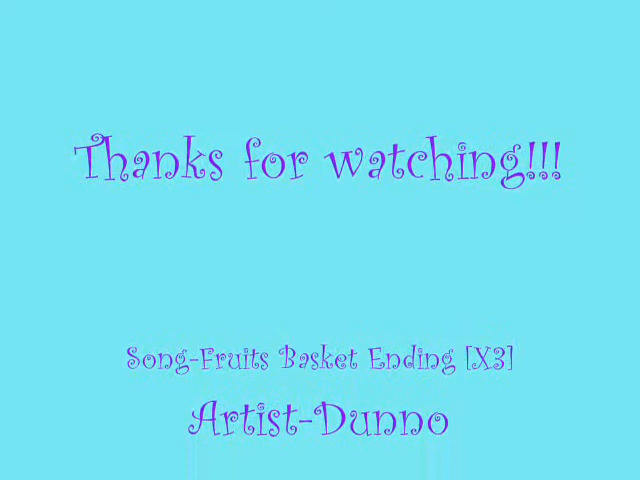 Thanks for watching!!!
Song-Fruits Basket Ending [X3]
Artist-Dunno